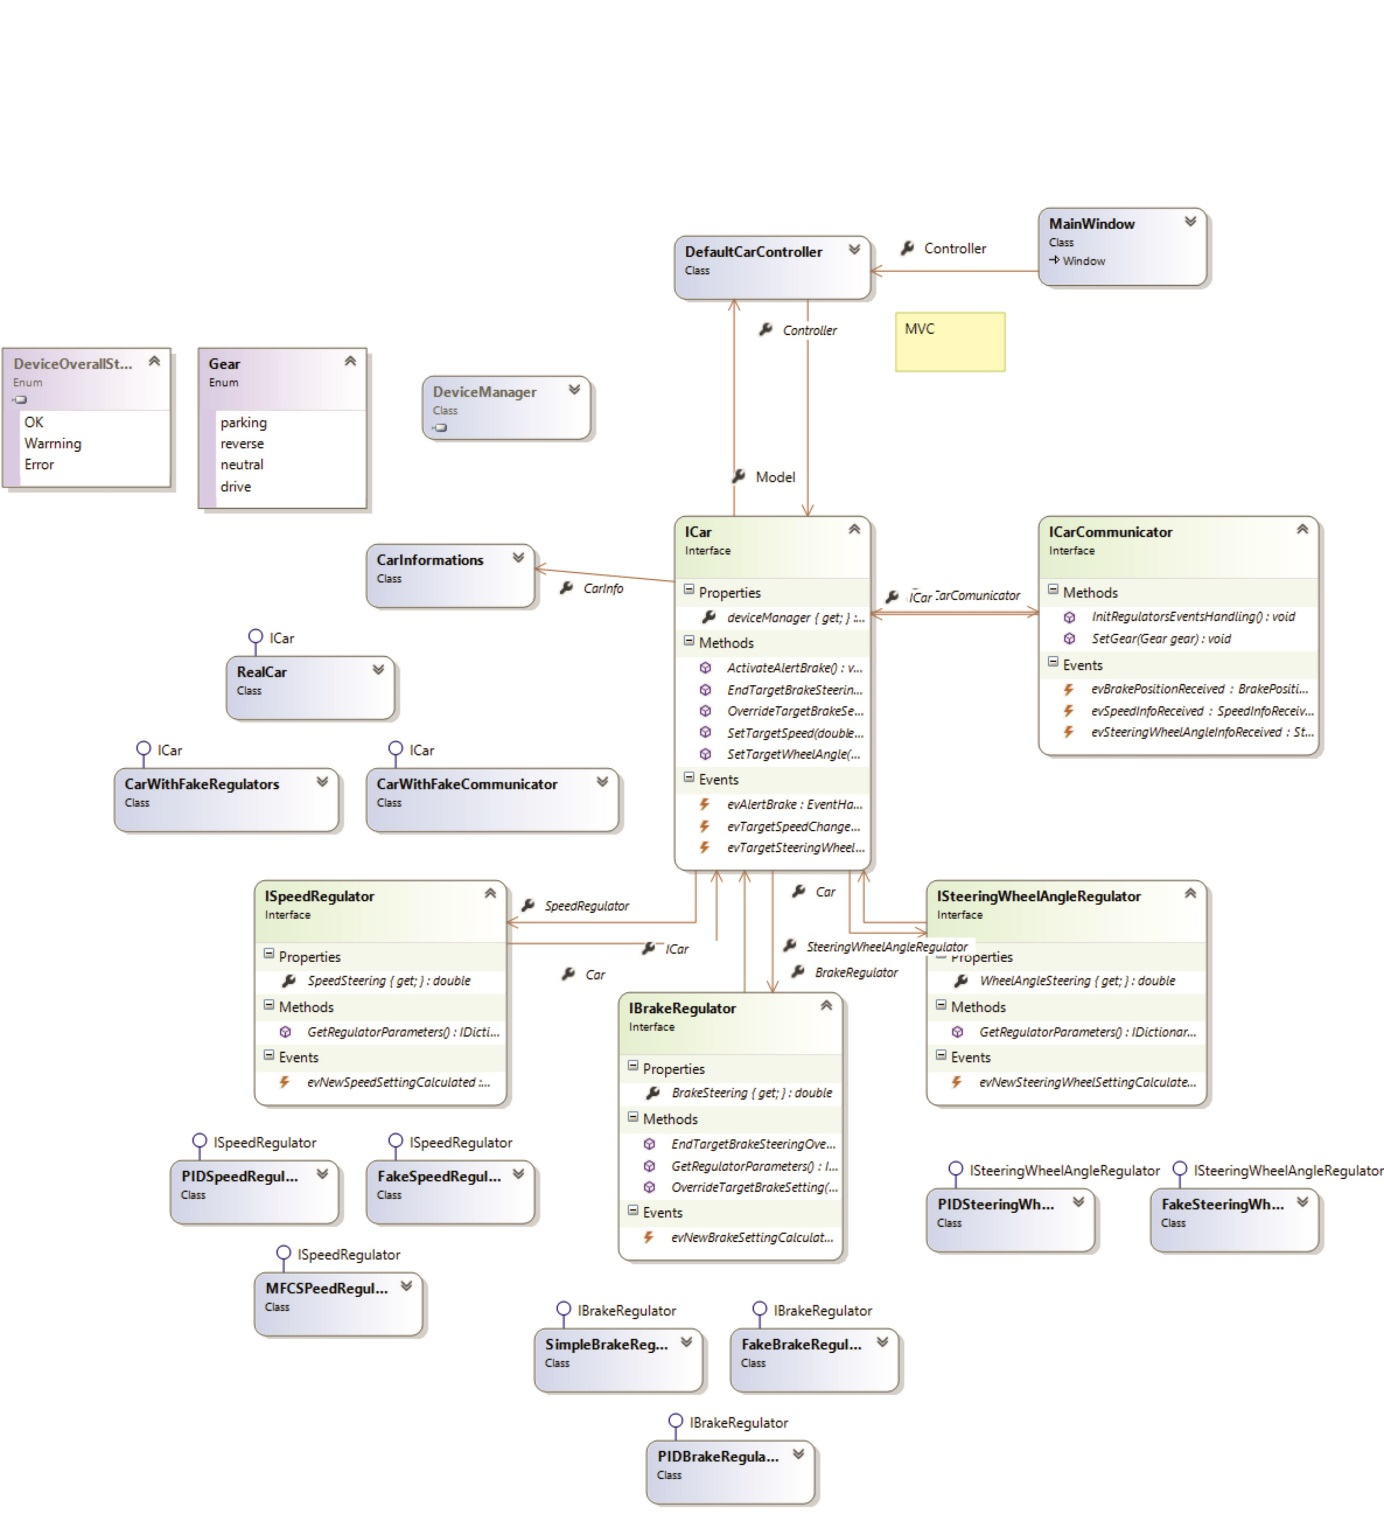 MainWindow
Class
Window
DefaultCarController
Class
Controller
MVC
Controller
Model
DeviceOverallSt...
Enum
OK
Warrning
Error
Gear
Enum
parking
reverse
neutral
drive
DeviceManager
Class
CarInformations
Class
CarInfo
ICar
Interface
Properties
deviceManager { get; } :...
Methods
ActivateAlertBrake() : v...
EndTargetBrakeSteerin...
OverrideTargetBrakeSe...
SetTargetSpeed(double...
SetTargetWheelAngle(...
Events
evAlertBrake : EventHa...
evTargetSpeedChange...
evTargetSteeringWheel...
ICar
arComunicator
ICarCommunicator
Interface
Methods
InitRegulatorsEventsHandling() : void
SetGear(Gear gear) : void
Events
evBrakePositionReceived : BrakePositi...
evSpeedInfoReceived : SpeedInfoReceiv...
evSteeringWheelAngleInfoReceived : St...
ICar
RealCar
Class
ICar
CarWithFakeRegulators
Class
ICar
CarWithFakeCommunicator
Class
ISpeedRegulator
Interface
Properties
SpeedSteering { get; } : double
Methods
GetRegulatorParameters() : IDicti...
Events
evNewSpeedSettingCalculated :...
SpeedRegulator
ICar
Car
Car
SteeringWheelAngleRegulator
BrakeRegulator
IBrakeRegulator
Interface
Properties
BrakeSteering { get; } : double
Methods
EndTargetBrakeSteeringOve...
GetRegulatorParameters() : I...
OverrideTargetBrakeSetting(...
Events
evNewBrakeSettingCalculat...
ISteeringWheelAngleRegulator
Interface
Properties
WheelAngleSteering { get; } : double
Methods
GetRegulatorParameters() : IDictionar...
Events
evNewSteeringWheelSettingCalculate...
ISpeedRegulator
PIDSpeedRegul...
Class
ISpeedRegulator
FakeSpeedRegul...
Class
ISpeedRegulator
MFCSPeedRegul...
Class
ISteeringWheelAngleRegulator
PIDSteeringWh...
Class
ISteeringWheelAngleRegulator
FakeSteeringWh...
Class
IBrakeRegulator
SimpleBrakeReg...
Class
IBrakeRegulator
FakeBrakeRegul...
Class
IBrakeRegulator
PIDBrakeRegula...
Class